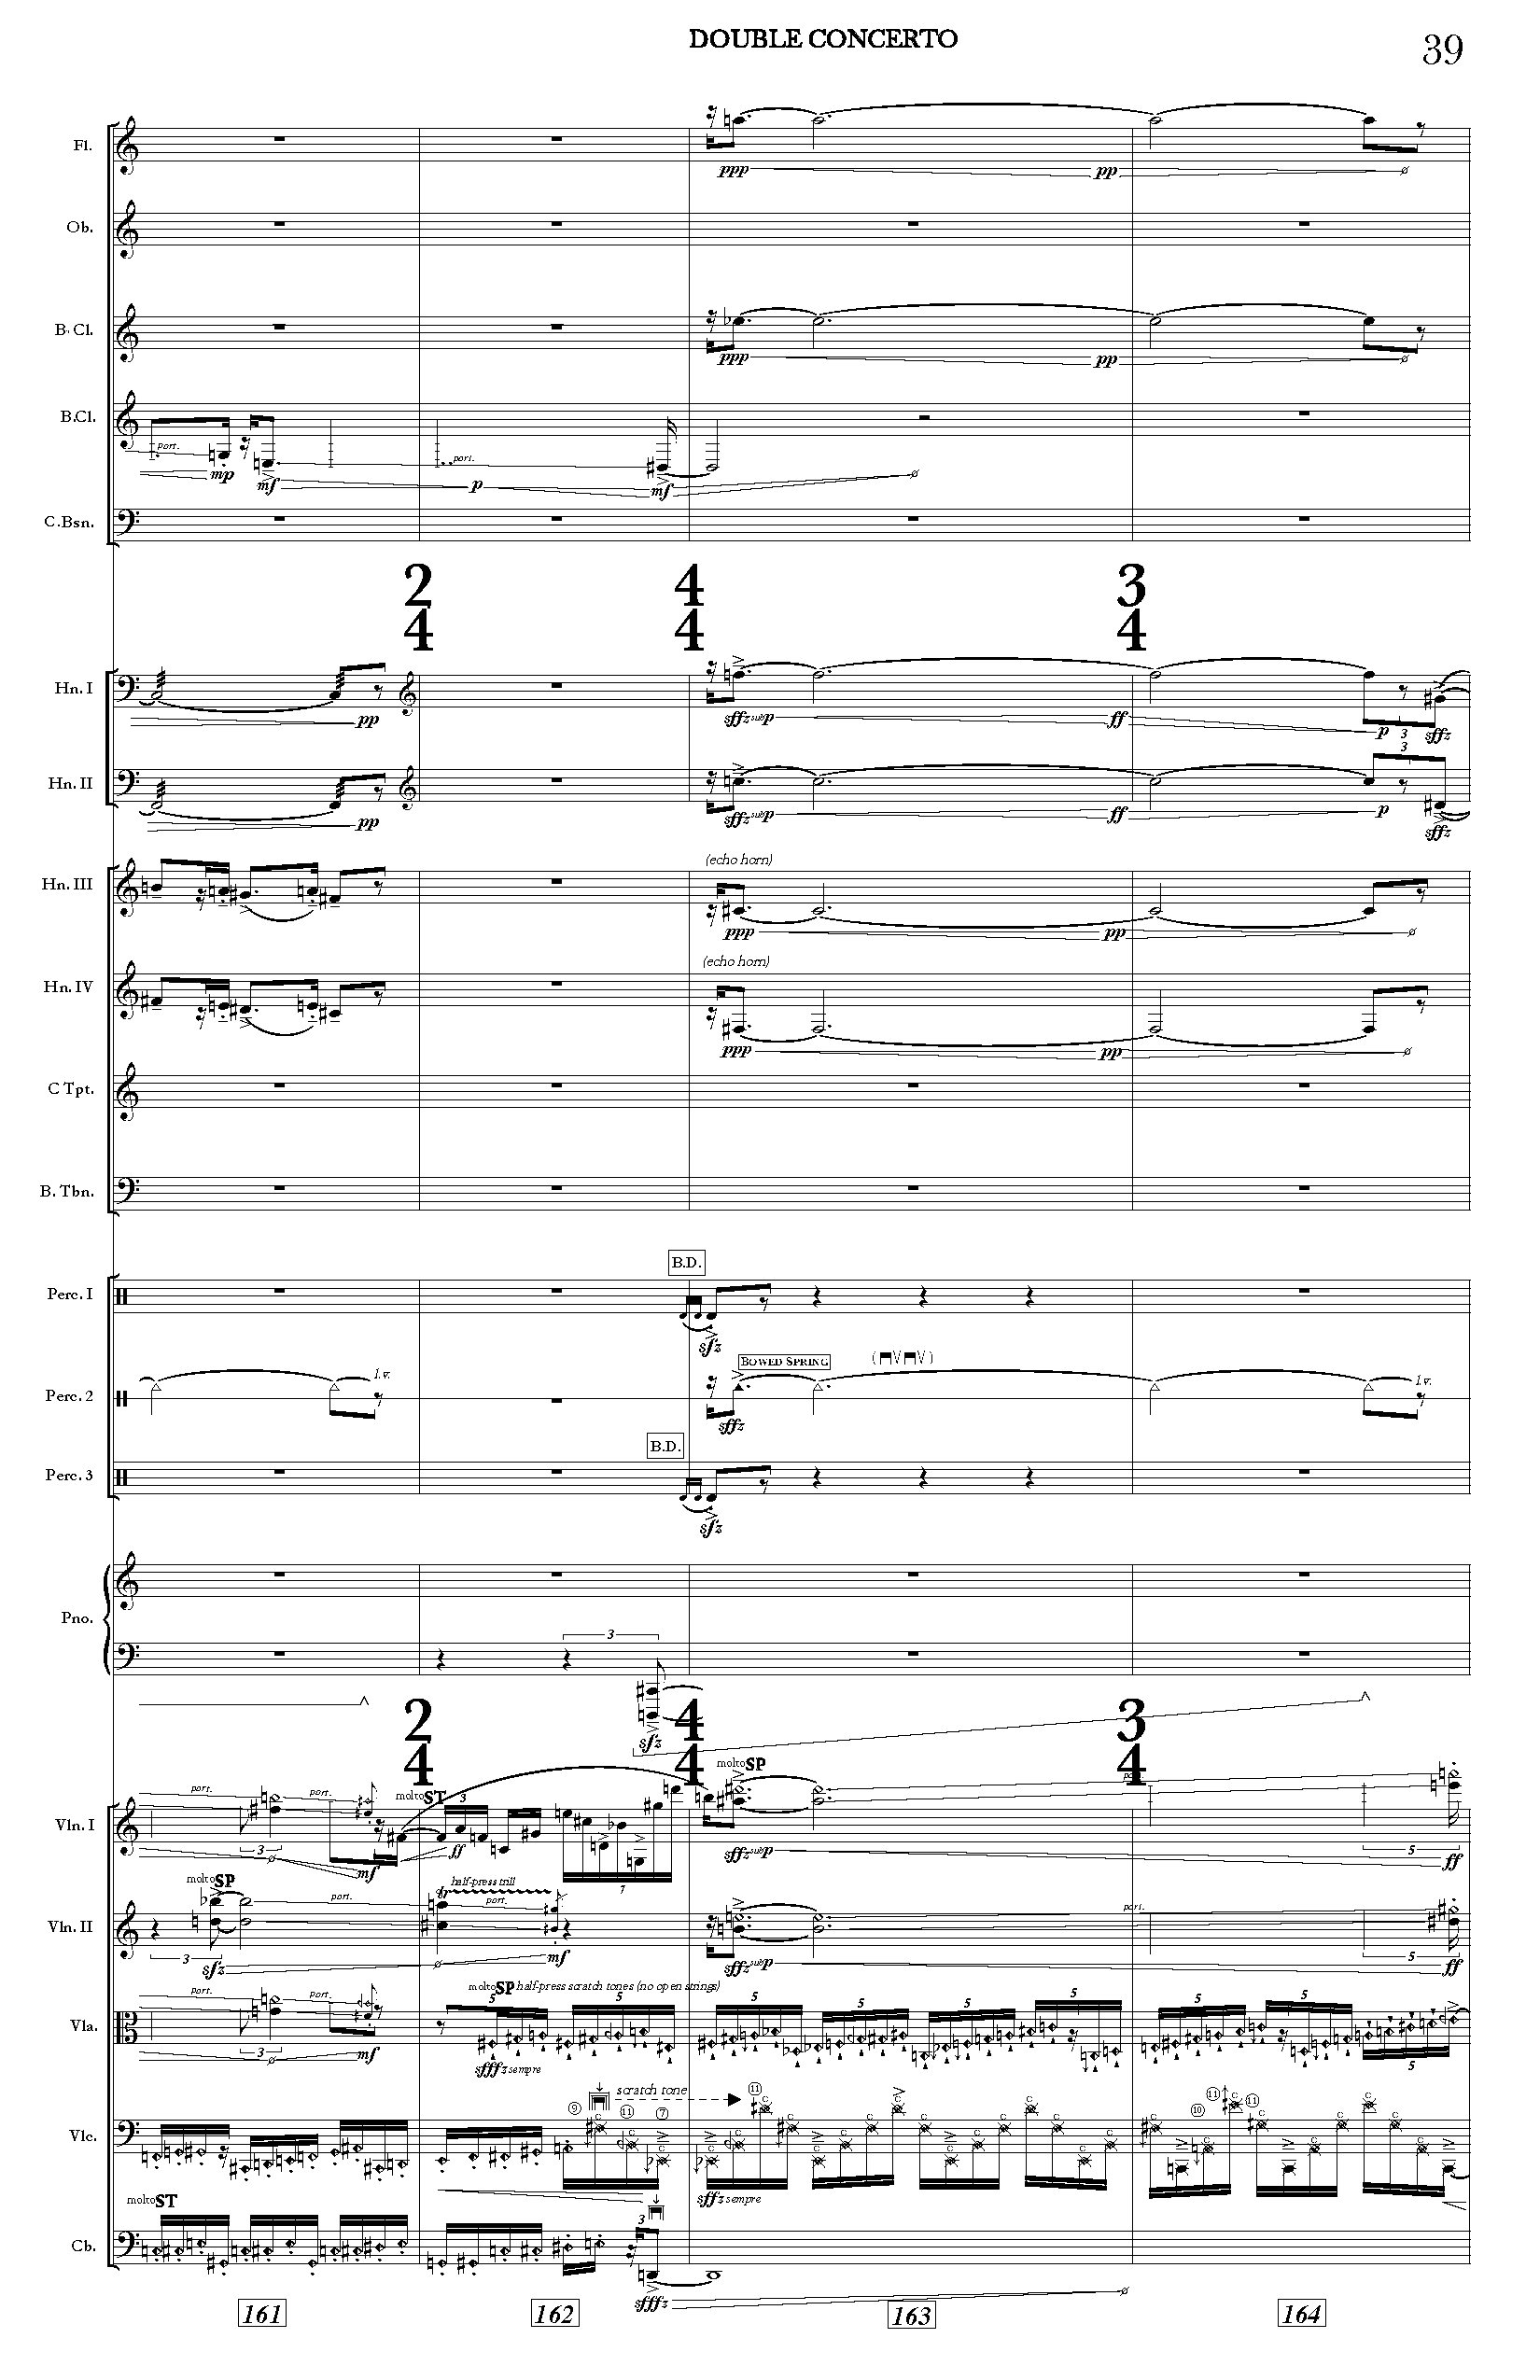 DOUBLE CONCERTO
39
Fl.
ppp
pp
Ob.
B♭ Cl.
ppp
pp
B.Cl.
port.
mp
mf
p
port.
mf
C.Bsn.
2
4
4
4
3
4
Hn. I
pp
sffz sub p
ff
p
3
sffz
Hn. II
pp
sffz sub p
ff
p
3
sffz
Hn. III
(echo horn)
ppp
pp
Hn. IV
(echo horn)
ppp
pp
C Tpt.
B. Tbn.
B.D.
Perc. I
sfz
BOWED SPRING
Perc. 2
l.v.
sffz
l.v.
B.D.
Perc. 3
sfz
Pno.
3
sfz
2
4
4
4
3
4
Vln. I
port.
3
port.
mf
molto ST
3
ff
7
molto SP
sffz sub p
port.
5
ff
Vln. II
3
molto SP
sfz
port.
half-press trill
tr
port.
mf
sffz sub p
port.
5
ff
Vla.
port.
3
port.
mf
molto SP half-press scratch tones (no open strings)
5
sfffz sempre
5
5
5
5
5
5
5
5
Vlc.
9
scratch tone
11
7
11
sffz sempre
10
11
11
Cb.
molto ST
3
sfffz
161
162
163
164